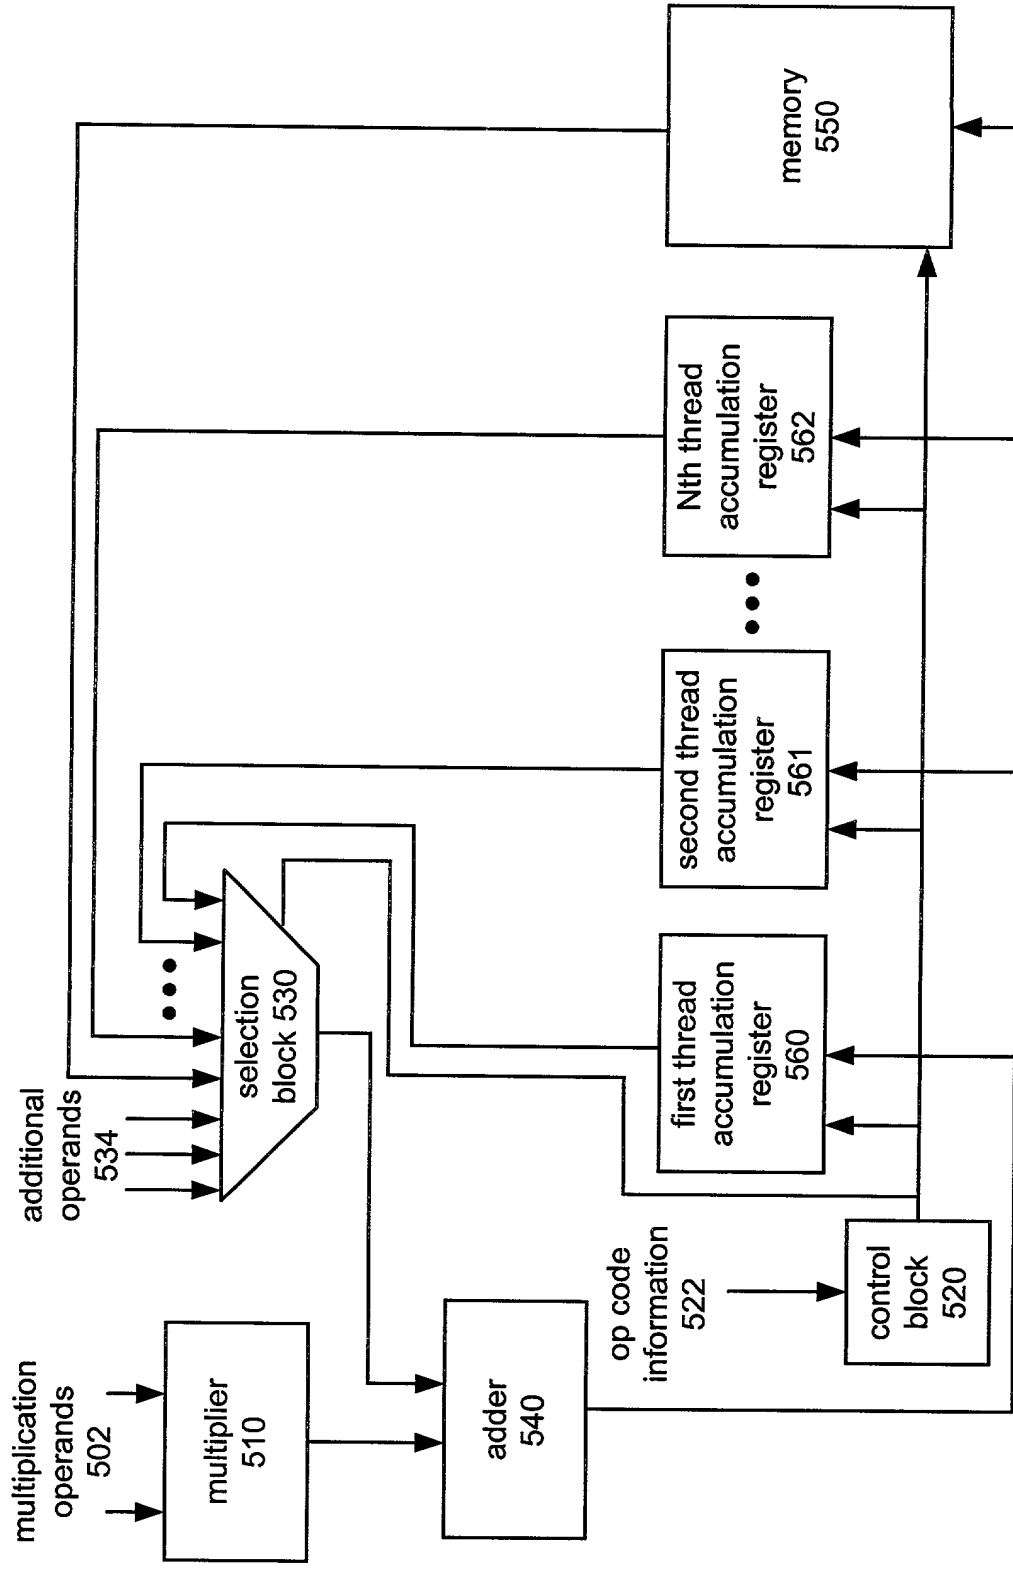 multiplication
operands
502
multiplier
510
adder
540
additional
operands
534
selection
block 530
op code
information
522
control
block
520
first thread
accumulation
register
560
second thread
accumulation
register
561
Nth thread
accumulation
register
562
memory
550